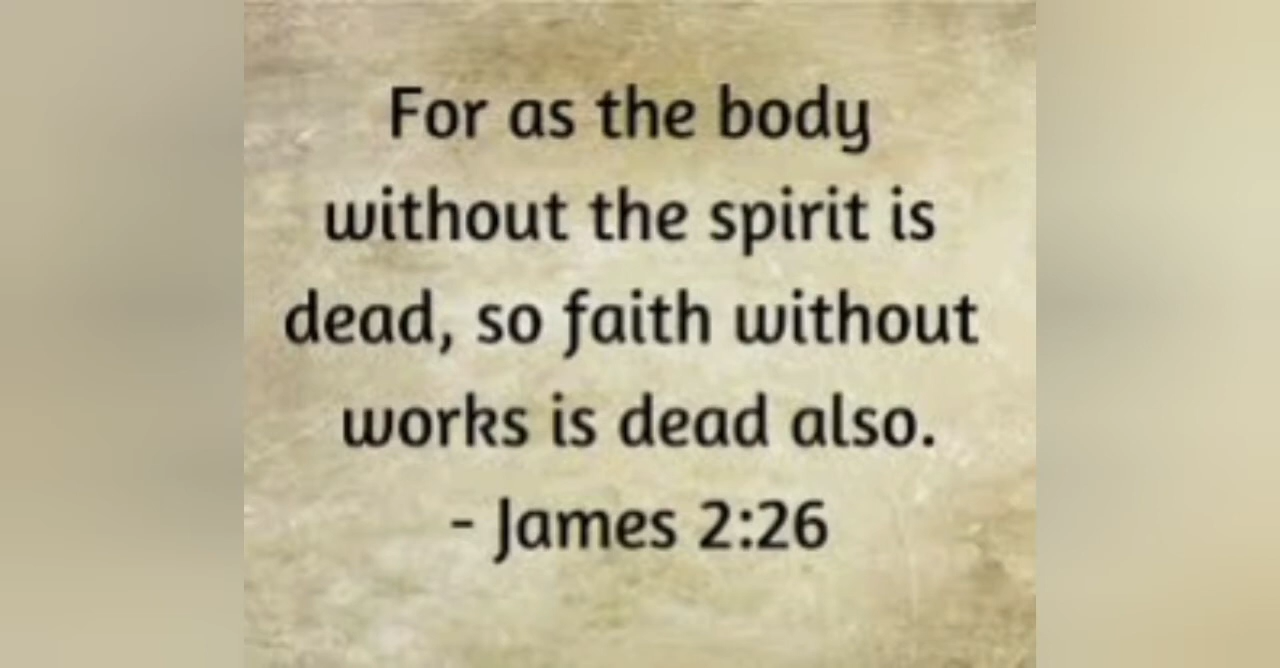 For as the body
without the spirit is
dead, so faith without
works is dead also.
- James 2:26